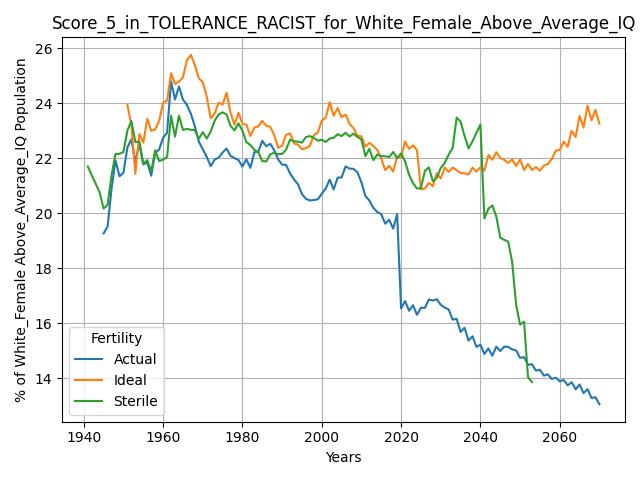 Score_5_in_TOLERANCE_RACIST_for_White_Female_Above_Average_IQ
% of White_Female Above_Average_IQ Population
26
24
22
20
18
16
14
Fertility
Actual
Ideal
Sterile
1940 1960 1980 2000 2020 2040 2060
Years